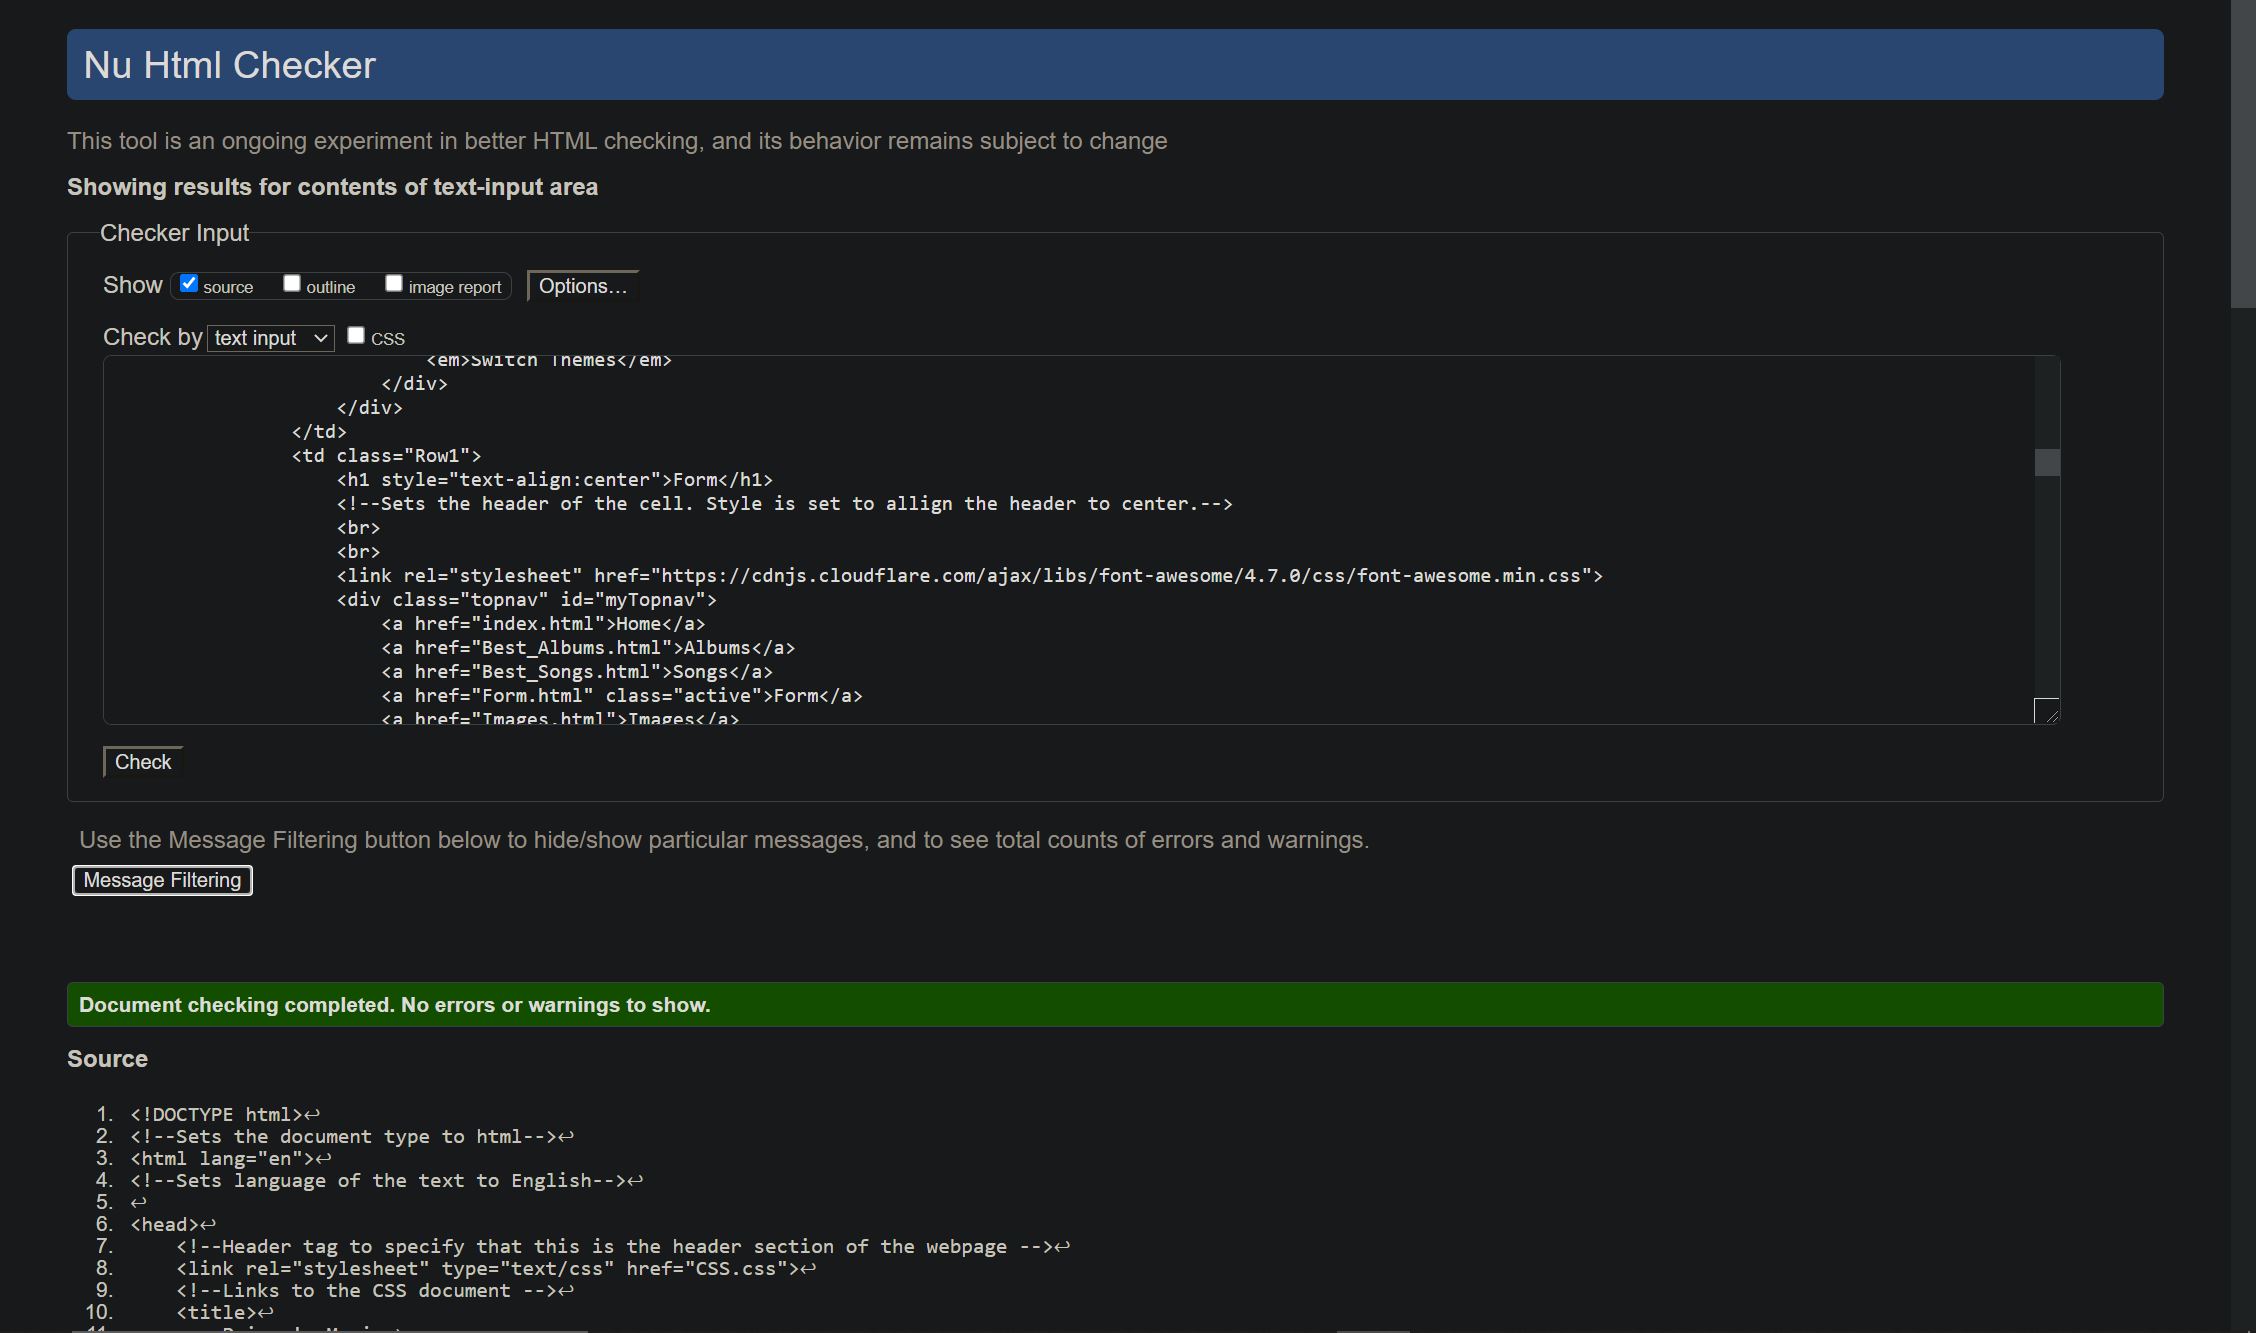 Nu Html Checker
This tool is an ongoing experiment in better HTML checking, and its behavior remains subject to change
Showing results for contents of text-input area
Checker Input
Show source outline image report Options...
Check by text input CSS
<em>Switch Themes</em>
</div>
</div>
</td>
<td class="Row1">
<h1 style="text-align:center">Form</h1>
<!--Sets the header of the cell. Style is set to allign the header to center.-->
<br>
<br>
<link rel="stylesheet" href="https://cdnjs.cloudflare.com/ajax/libs/font-awesome/4.7.0/css/font-awesome.min.css">
<div class="topnav" id="myTopnav">
<a href="index.html">Home</a>
<a href="Best_Albums.html">Albums</a>
<a href="Best_Songs.html">Songs</a>
<a href="Form.html" class="active">Form</a>
<a href="Images.html">Images</a>
Check
Use the Message Filtering button below to hide/show particular messages, and to see total counts of errors and warnings.
Message Filtering
Document checking completed. No errors or warnings to show.
Source
1. <!DOCTYPE html>↩
2. <!--Sets the document type to html-->↩
3. <html lang="en">↩
4. <!--Sets language of the text to English-->↩
5. ↩
6. <head>↩
7. <!--Header tag to specify that this is the header section of the webpage -->↩
8. <link rel="stylesheet" type="text/css" href="CSS.css">↩
9. <!--Links to the CSS document -->↩
10. <title>↩
11.